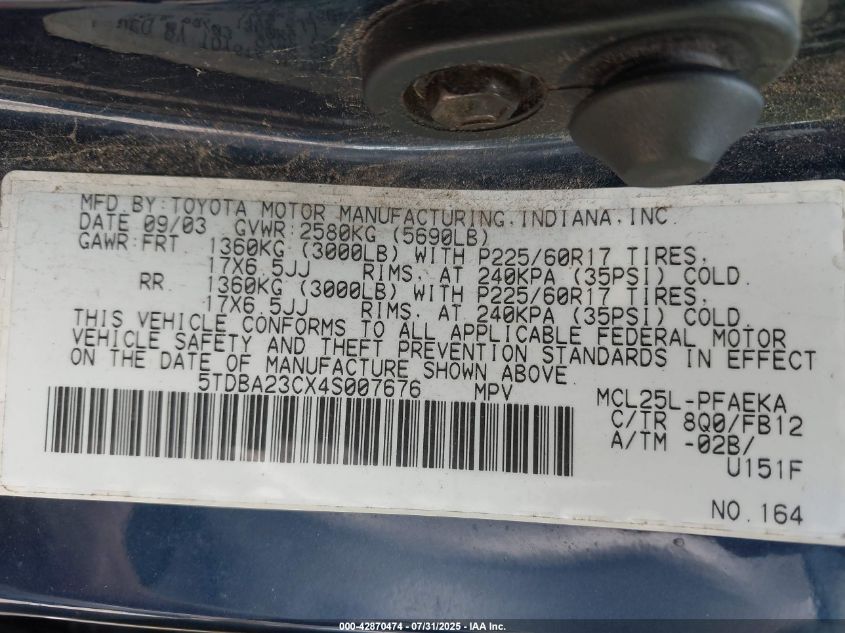 MFD. BY: TOYOTA MOTOR MANUFACTURING, INDIANA, INC.
DATE 09/03 GVWR: 2580KG (5690LB)
GAWR: FRT 1360KG (3000LB) WITH P225/60R17 TIRES,
17X6.5JJ RIMS, AT 240KPA (35PSI) COLD
RR 1360KG (3000LB) WITH P225/60R17 TIRES,
17X6.5JJ RIMS, AT 240KPA (35PSI) COLD.
THIS VEHICLE CONFORMS TO ALL APPLICABLE FEDERAL MOTOR
VEHICLE SAFETY AND THEFT PREVENTION STANDARDS IN EFFECT
ON THE DATE OF MANUFACTURE SHOWN ABOVE.
5TDBA23CX4S007676 MPV
MCL25L-PFAEKA
C/TR 8Q0/FB12
A/TM -02B/
U151F
NO. 164
000-42870474 - 07/31/2025 - IAA Inc.